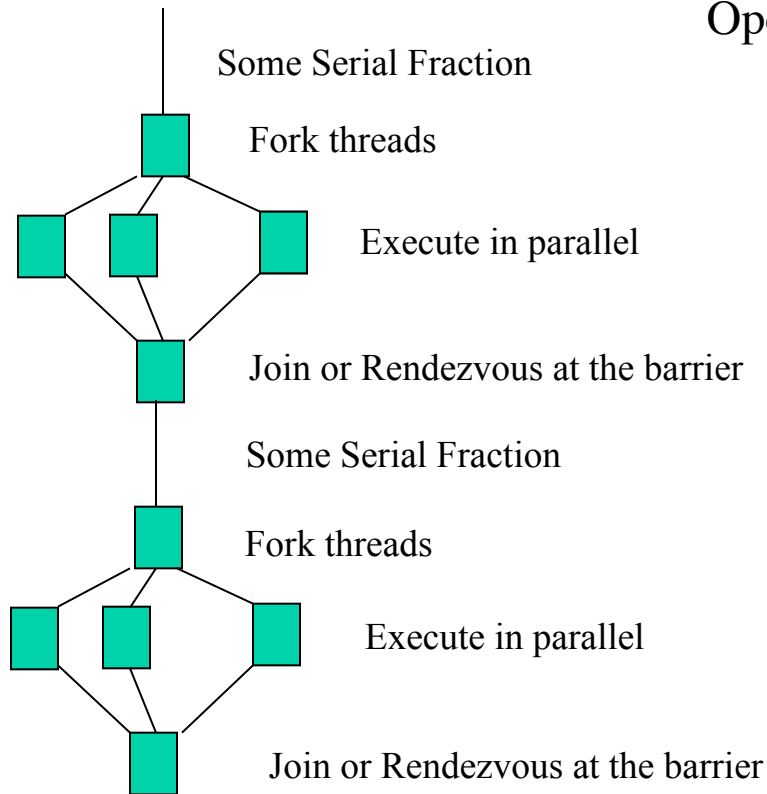 Some Serial Fraction
Fork threads
Execute in parallel
Join or Rendezvous at the barrier
Some Serial Fraction
Fork threads
Execute in parallel
Join or Rendezvous at the barrier